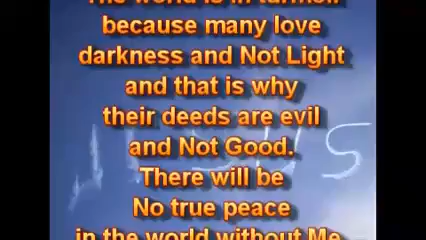 The world is in turmoil
because many love
darkness and Not Light
and that is why
their deeds are evil
and Not Good.
There will be
No true peace
in the world without Me